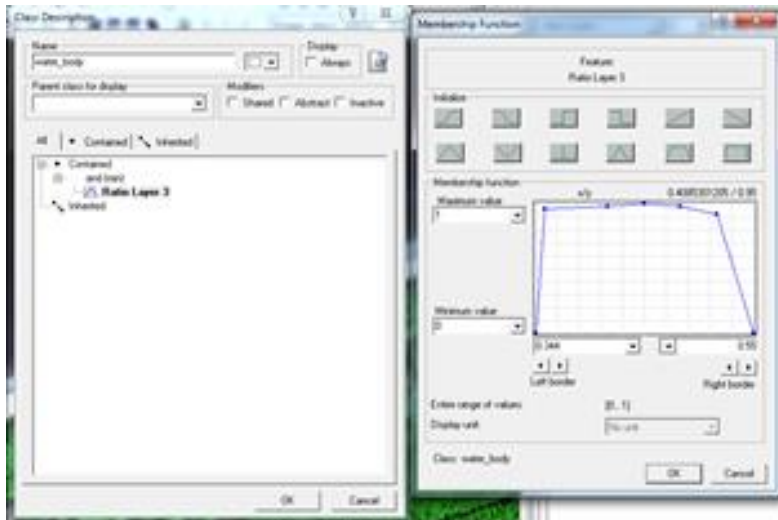 Class Description
Name
water_body
Display
Always
Parent class for display
Modifiers
Shared
Abstract
Inactive
All
Contained
Inherited
Contained
and (min)
Ratio Layer 3
Inherited
OK
Cancel
Membership Function
Feature
Ratio Layer 3
Initialize
Membership function
Maximum value
x/y
1
Minimum value
0
0.344
0.55
Left border
Right border
Entire range of values
[0..1]
Display unit
No unit
Class: water_body
OK
Cancel